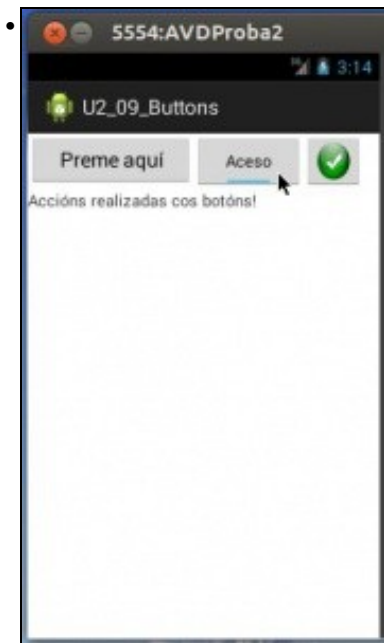 5554:AVDProba2
3:14
U2_09_Buttons
Preme aquí Aceso
Accións realizadas cos botóns!